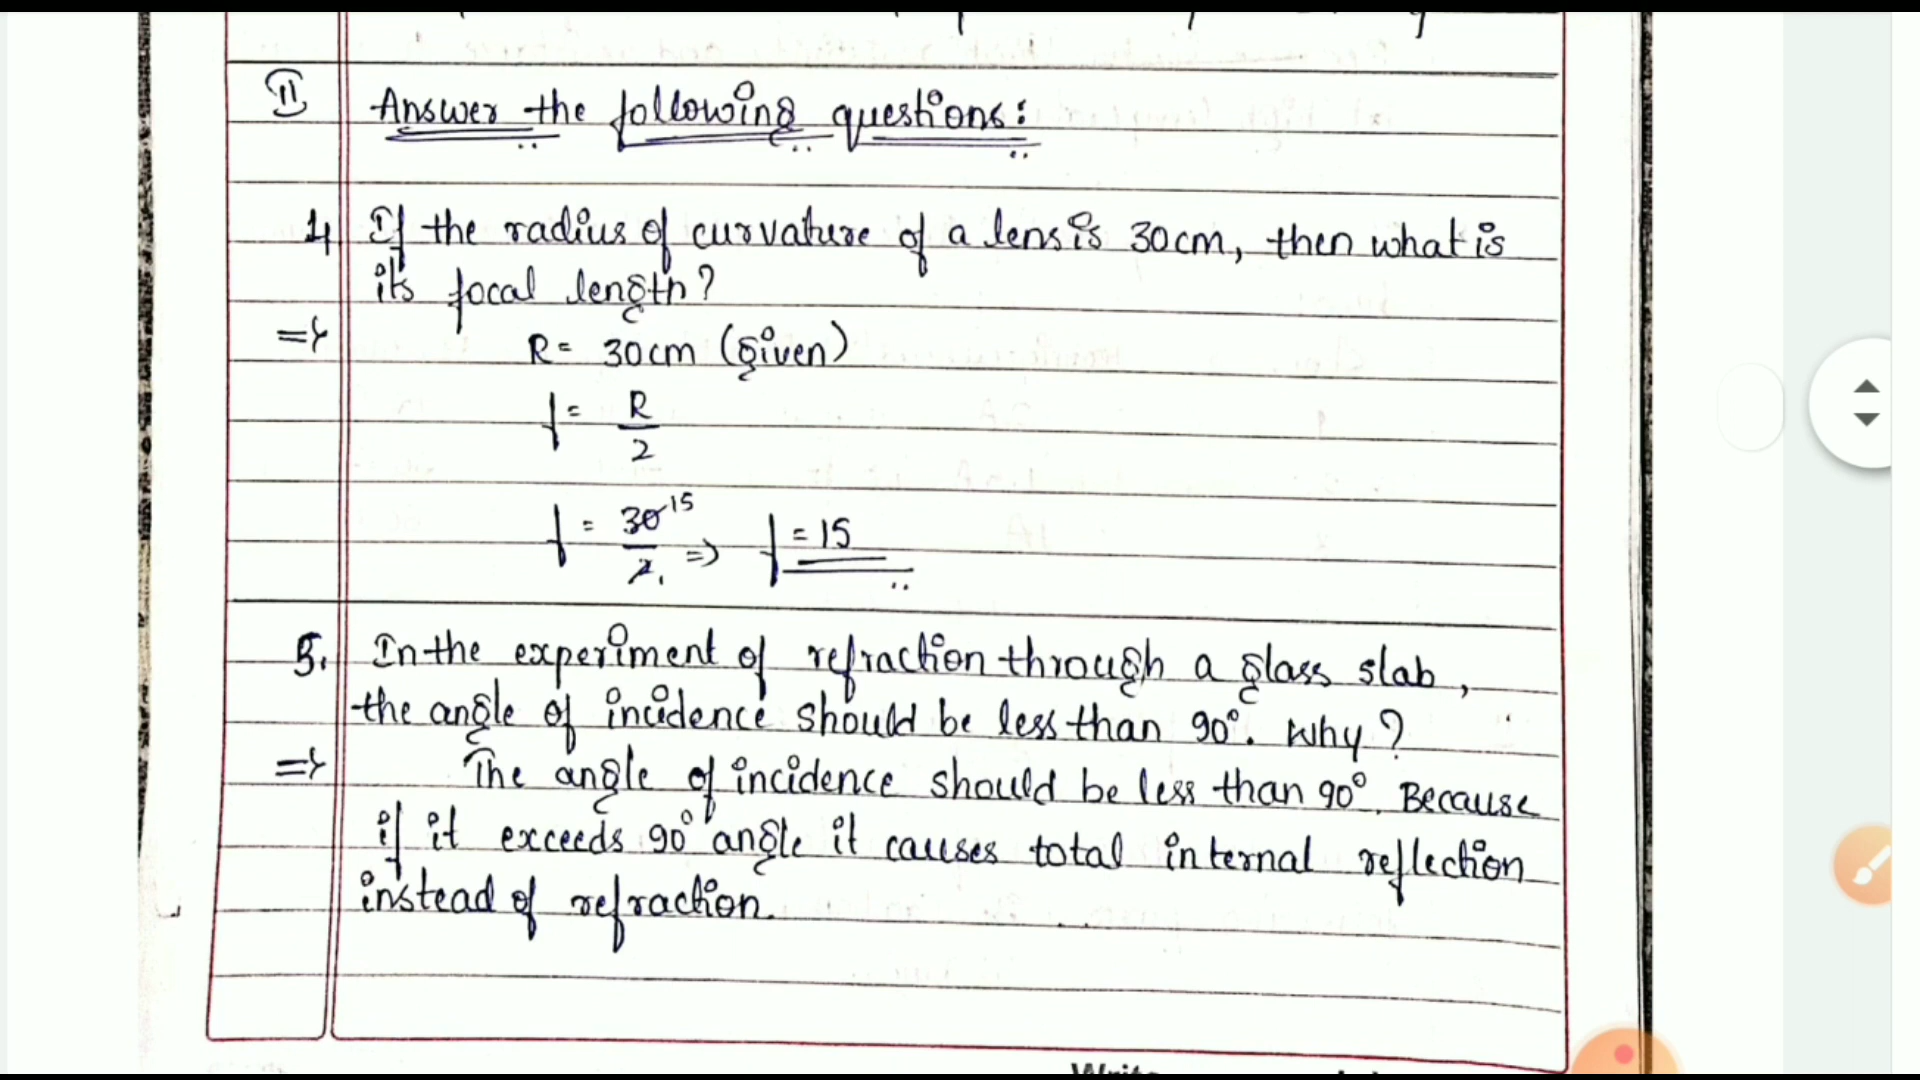 II Answer the following questions:
4 If the radius of curvature of a lens is 30cm, then what is
its focal length?
=> R = 30cm (given)
f = R/2
f = 30/2 15 => f = 15
5. In the experiment of refraction through a glass slab,
the angle of incidence should be less than 90°. Why?
=> The angle of incidence should be less than 90°. Because
if it exceeds 90° angle it causes total internal reflection
instead of refraction.